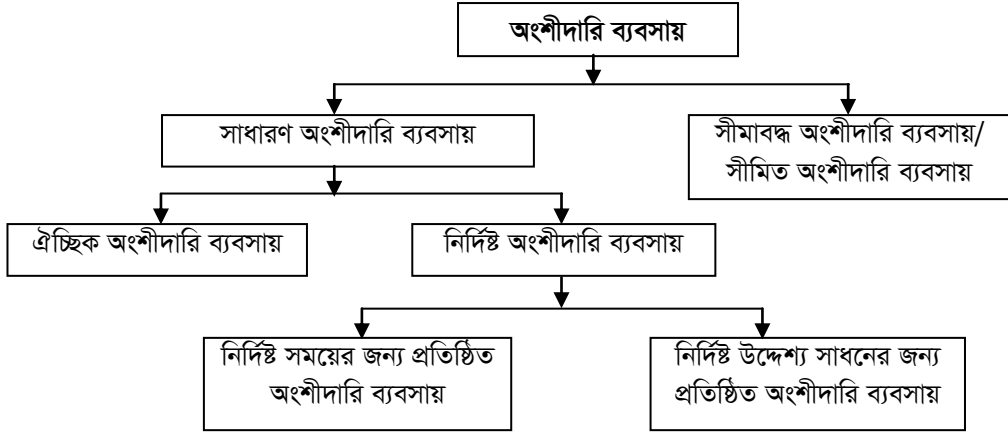 অংশীদারি ব্যবসায়
সাধারণ অংশীদারি ব্যবসায়
সীমাবদ্ধ অংশীদারি ব্যবসায়/
সীমিত অংশীদারি ব্যবসায়
ঐচ্ছিক অংশীদারি ব্যবসায়
নির্দিষ্ট অংশীদারি ব্যবসায়
নির্দিষ্ট সময়ের জন্য প্রতিষ্ঠিত
অংশীদারি ব্যবসায়
নির্দিষ্ট উদ্দেশ্য সাধনের জন্য
প্রতিষ্ঠিত অংশীদারি ব্যবসায়